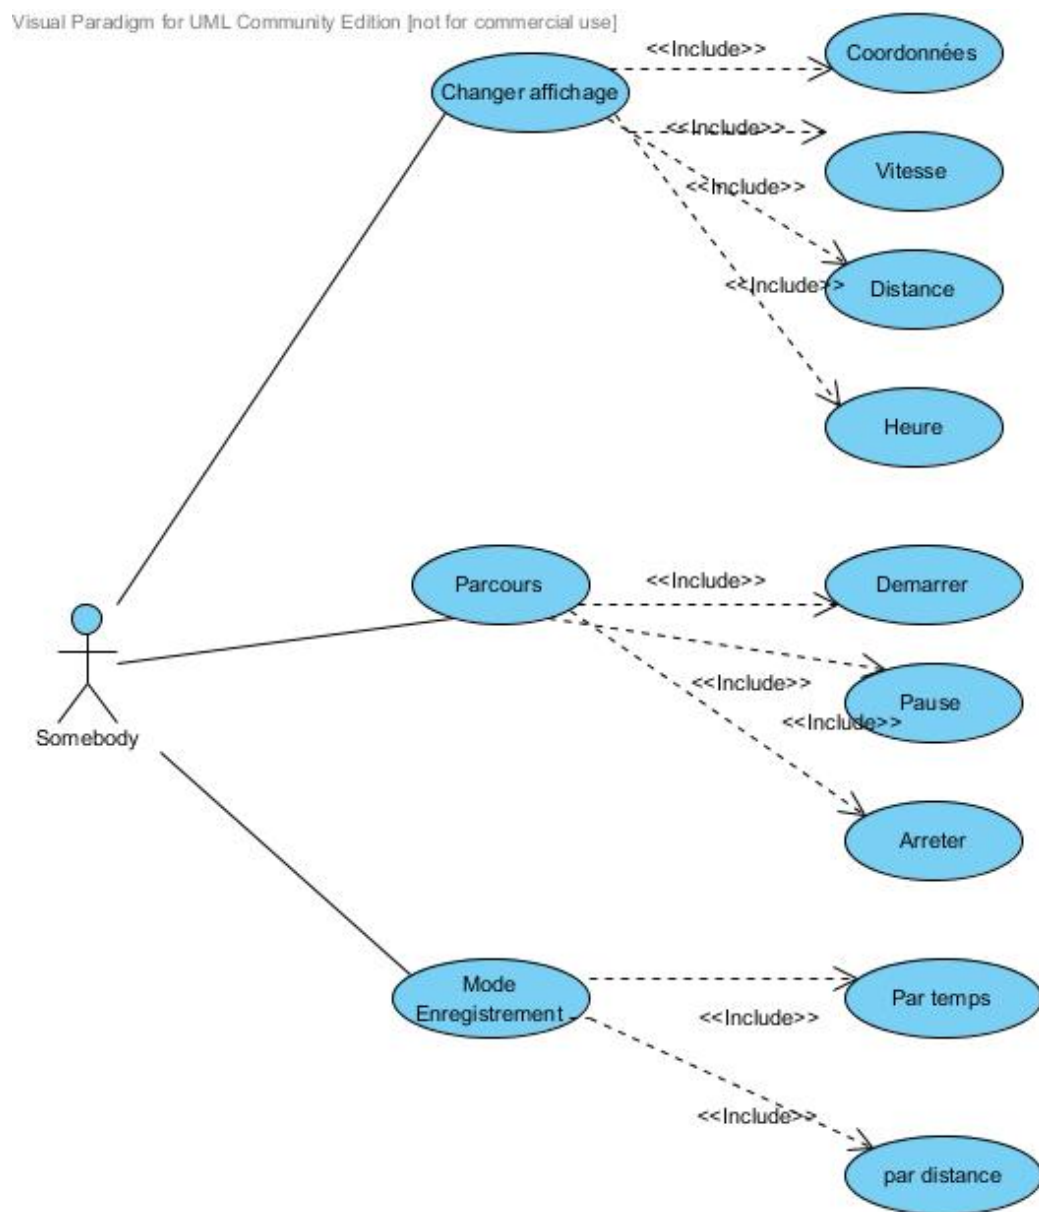 Visual Paradigm for UML Community Edition [not for commercial use]
<<Include>>
Coordonnées
Changer affichage
<<Include>>
Vitesse
<<Include>>
<<Include>>
Distance
Heure
Parcours
<<Include>>
Demarrer
<<Include>>
Pause
<<Include>>
Somebody
Arreter
Mode
Enregistrement
Par temps
<<Include>>
<<Include>>
par distance